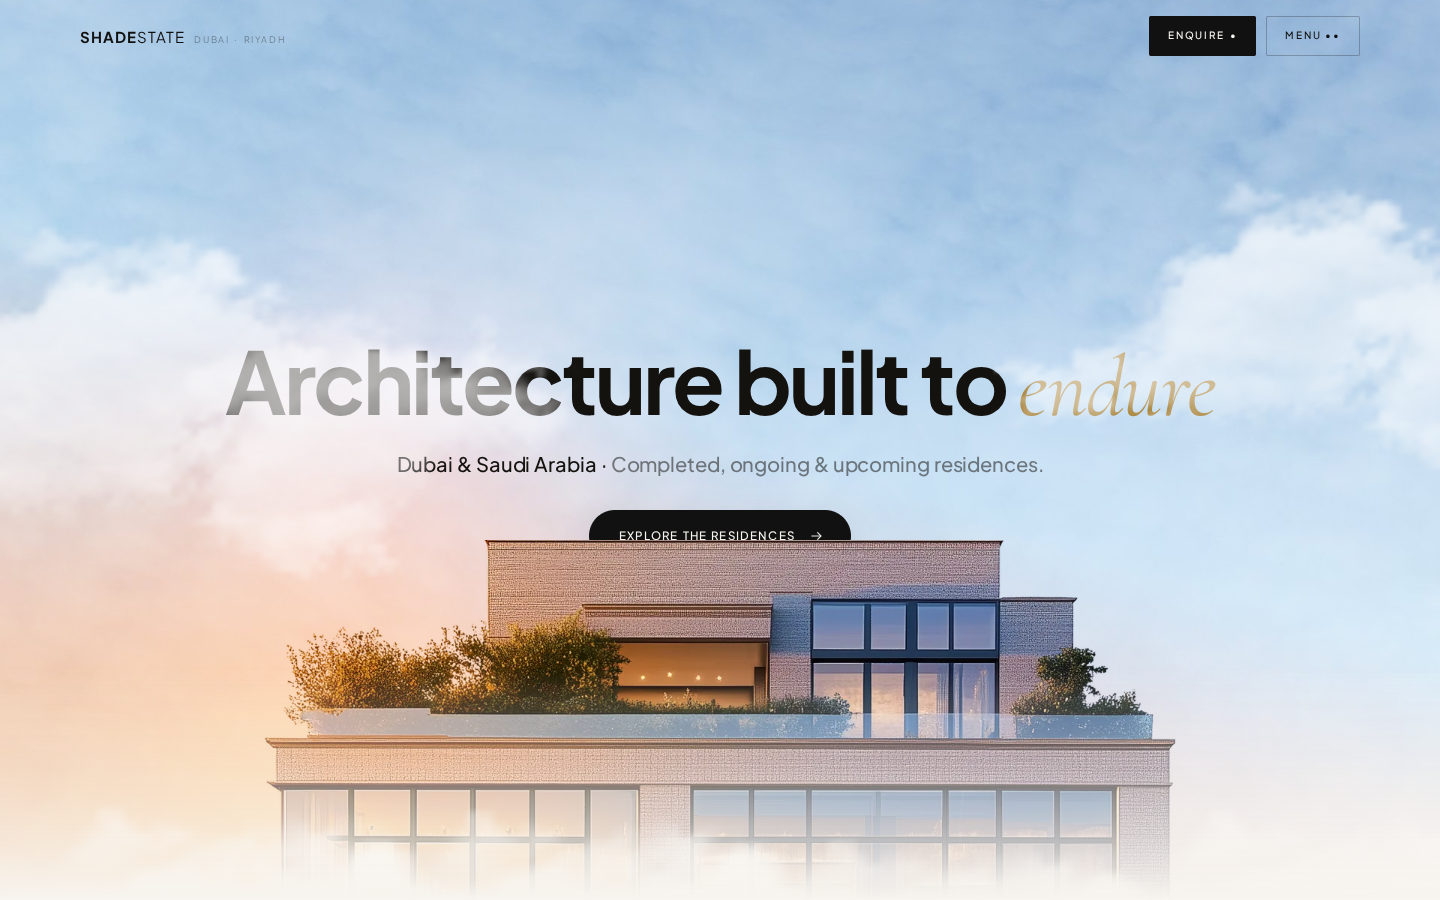 SHADESTATE DUBAI · RIYADH
ENQUIRE •
MENU ••
Architecture built to endure
Dubai & Saudi Arabia · Completed, ongoing & upcoming residences.
EXPLORE THE RESIDENCES →